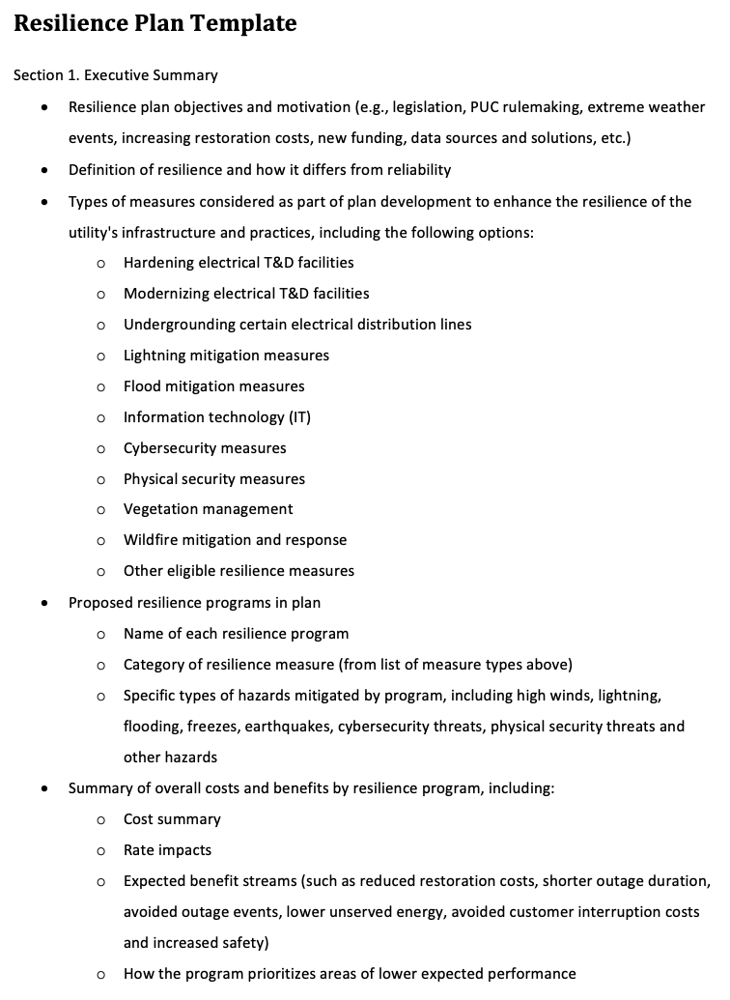 Resilience Plan Template
Section 1. Executive Summary
• Resilience plan objectives and motivation (e.g., legislation, PUC rulemaking, extreme weather
events, increasing restoration costs, new funding, data sources and solutions, etc.)
• Definition of resilience and how it differs from reliability
• Types of measures considered as part of plan development to enhance the resilience of the
utility's infrastructure and practices, including the following options:
o Hardening electrical T&D facilities
o Modernizing electrical T&D facilities
o Undergrounding certain electrical distribution lines
o Lightning mitigation measures
o Flood mitigation measures
o Information technology (IT)
o Cybersecurity measures
o Physical security measures
o Vegetation management
o Wildfire mitigation and response
o Other eligible resilience measures
• Proposed resilience programs in plan
o Name of each resilience program
o Category of resilience measure (from list of measure types above)
o Specific types of hazards mitigated by program, including high winds, lightning,
flooding, freezes, earthquakes, cybersecurity threats, physical security threats and
other hazards
• Summary of overall costs and benefits by resilience program, including:
o Cost summary
o Rate impacts
o Expected benefit streams (such as reduced restoration costs, shorter outage duration,
avoided outage events, lower unserved energy, avoided customer interruption costs
and increased safety)
o How the program prioritizes areas of lower expected performance